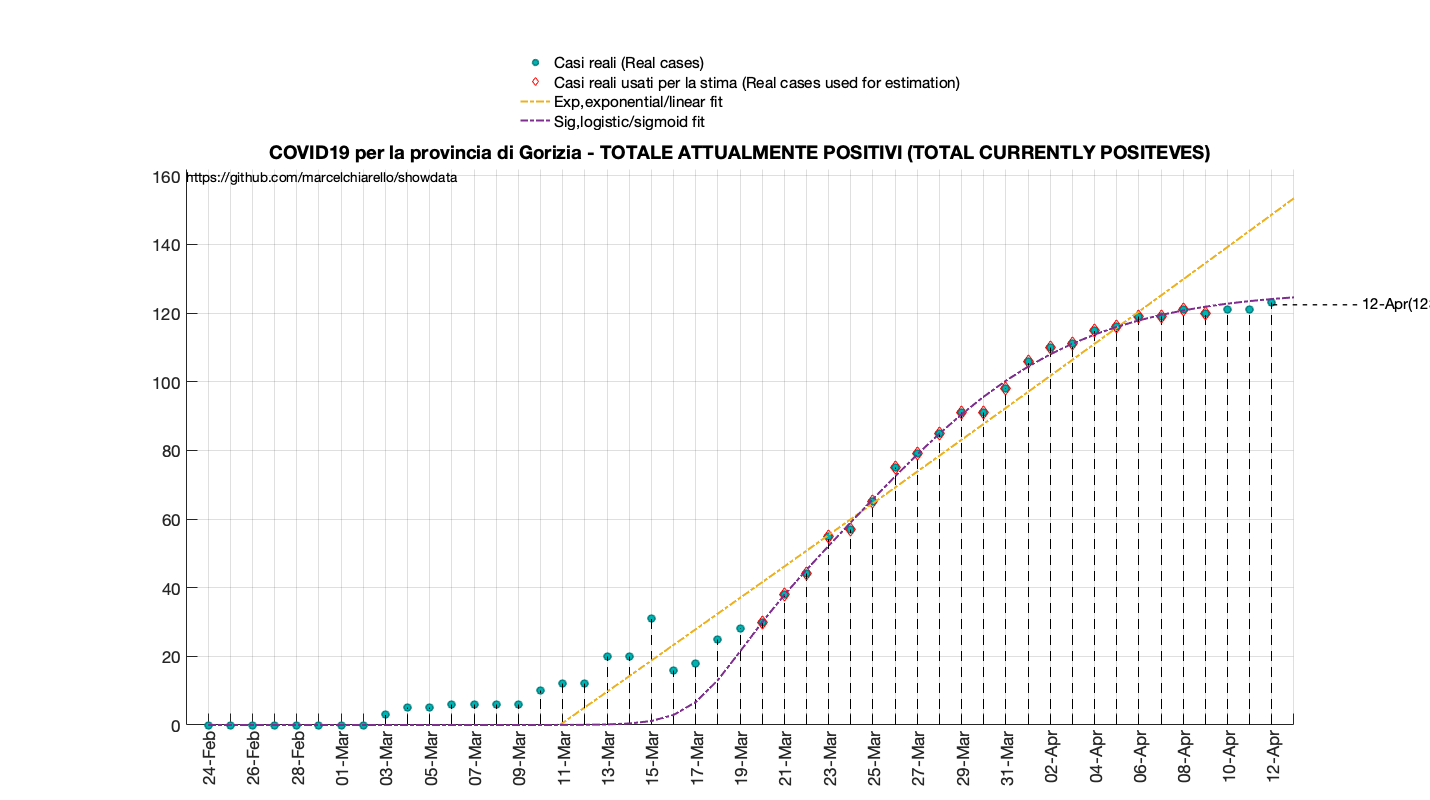 Casi reali (Real cases)
Casi reali usati per la stima (Real cases used for estimation)
Exp,exponential/linear fit
Sig,logistic/sigmoid fit
COVID19 per la provincia di Gorizia - TOTALE ATTUALMENTE POSITIVI (TOTAL CURRENTLY POSITEVES)
https://github.com/marcelchiarello/showdata
160
140
120
100
80
60
40
20
0
12-Apr(123
24-Feb
26-Feb
28-Feb
01-Mar
03-Mar
05-Mar
07-Mar
09-Mar
11-Mar
13-Mar
15-Mar
17-Mar
19-Mar
21-Mar
23-Mar
25-Mar
27-Mar
29-Mar
31-Mar
02-Apr
04-Apr
06-Apr
08-Apr
10-Apr
12-Apr